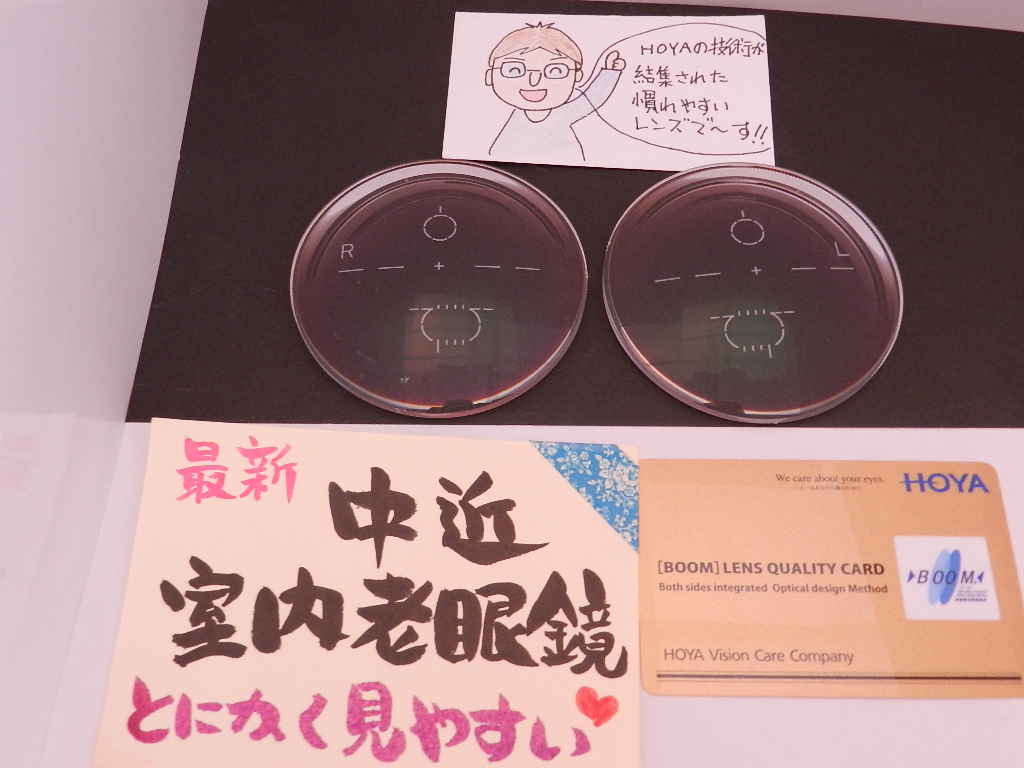 HOYAの技術が
結集された
慣れやすい
レンズで〜す!!
R
L
最新
中近
室内老眼鏡
とにかく見やすい
We care about your eyes.
HOYA
[BOOM] LENS QUALITY CARD
Both sides integrated Optical design Method
BOOM
HOYA Vision Care Company